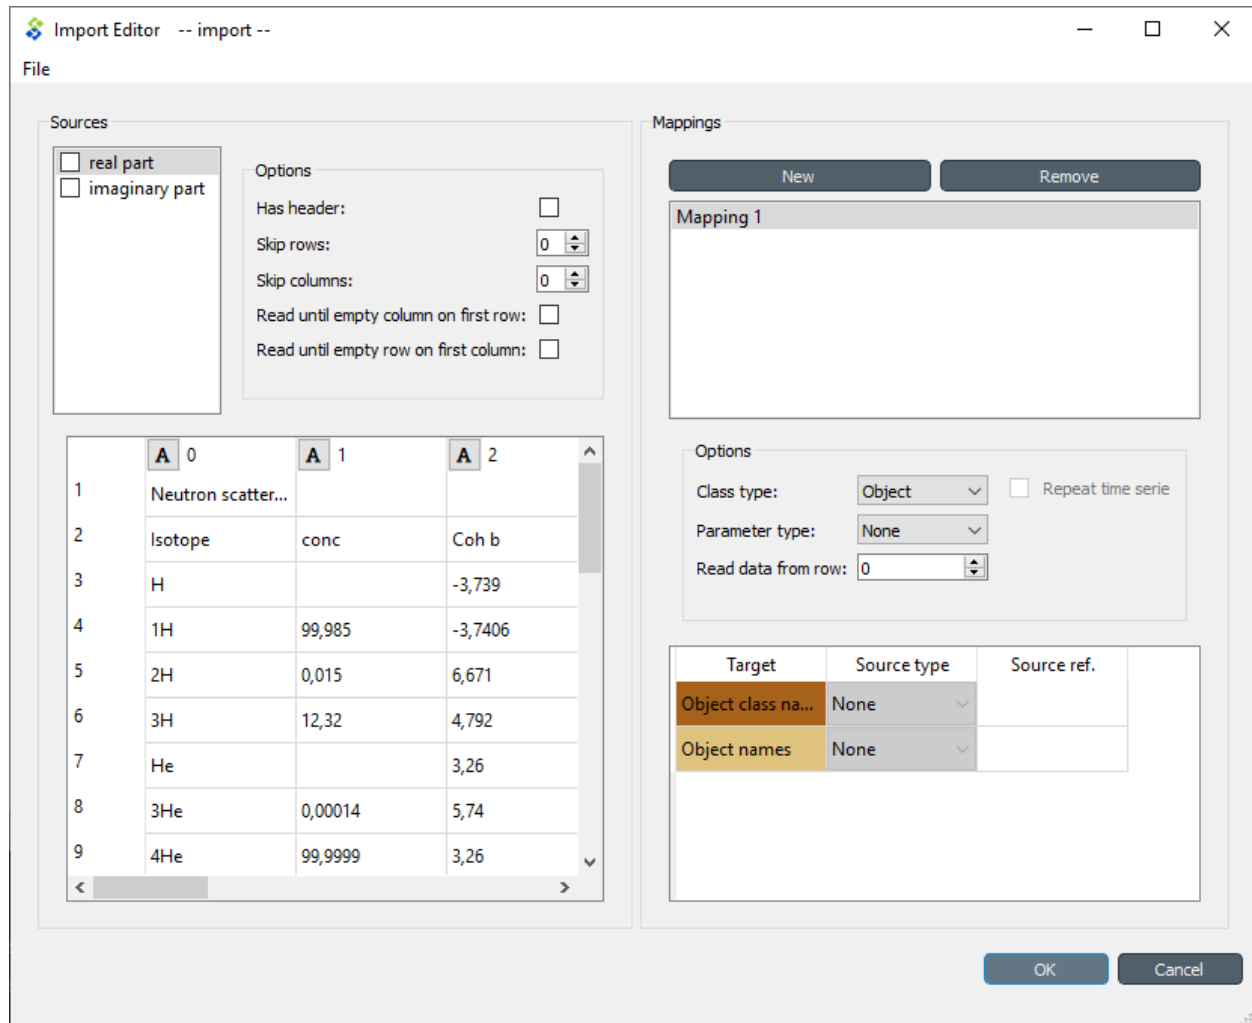 Import Editor -- import --
File
Sources
real part
imaginary part
Options
Has header:
Skip rows: 0
Skip columns: 0
Read until empty column on first row:
Read until empty row on first column:
A 0 A 1 A 2
1 Neutron scatter...
2 Isotope conc Coh b
3 H -3,739
4 1H 99,985 -3,7406
5 2H 0,015 6,671
6 3H 12,32 4,792
7 He 3,26
8 3He 0,00014 5,74
9 4He 99,9999 3,26
Mappings
New Remove
Mapping 1
Options
Class type: Object Repeat time serie
Parameter type: None
Read data from row: 0
Target Source type Source ref.
Object class na... None
Object names None
OK Cancel